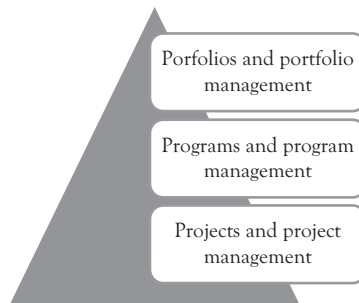 Porfolios and portfolio
management
Programs and program
management
Projects and project
management